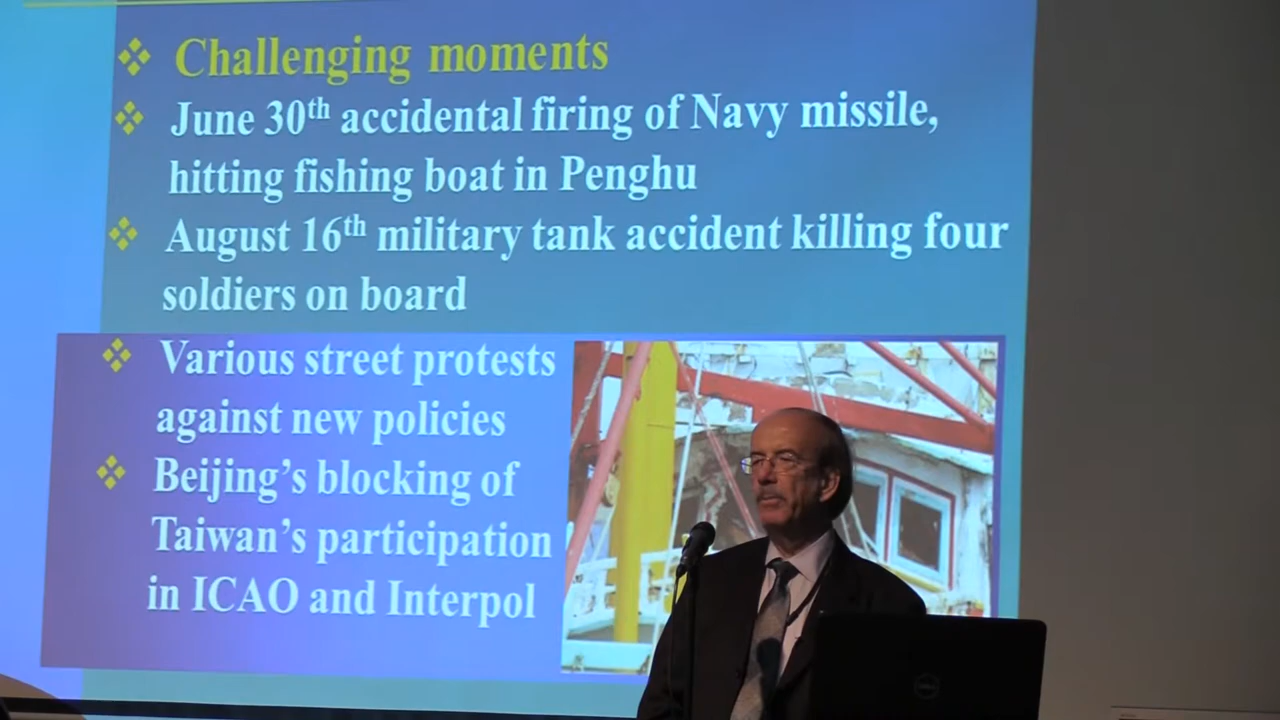 Challenging moments
June 30th accidental firing of Navy missile,
hitting fishing boat in Penghu
August 16th military tank accident killing four
soldiers on board
Various street protests
against new policies
Beijing's blocking of
Taiwan's participation
in ICAO and Interpol
DELL